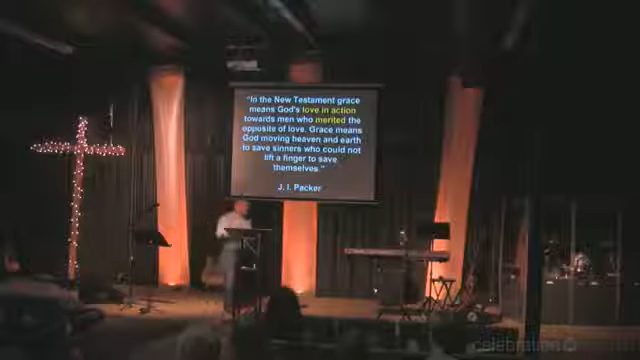 "In the New Testament grace
means God's love in action
towards men who merited the
opposite of love. Grace means
God moving heaven and earth
to save sinners who could not
lift a finger to save
themselves."
J. I. Packer
celebration